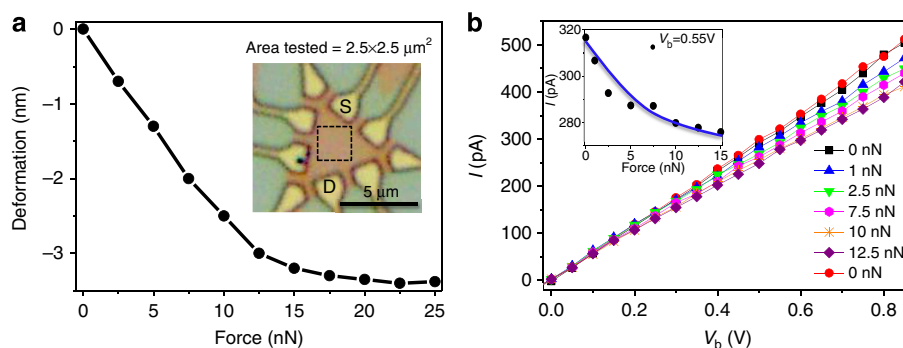 a
Deformation (nm)
0
−1
−2
−3
0 5 10 15 20 25
Force (nN)
Area tested = 2.5×2.5 μm²
S
D
5 μm
b
I (pA)
500
400
300
200
100
0
0.0 0.2 0.4 0.6 0.8
V_b (V)
I (pA)
320
300
280
0 5 10 15
Force (nN)
V_b=0.55V
0 nN
1 nN
2.5 nN
7.5 nN
10 nN
12.5 nN
0 nN